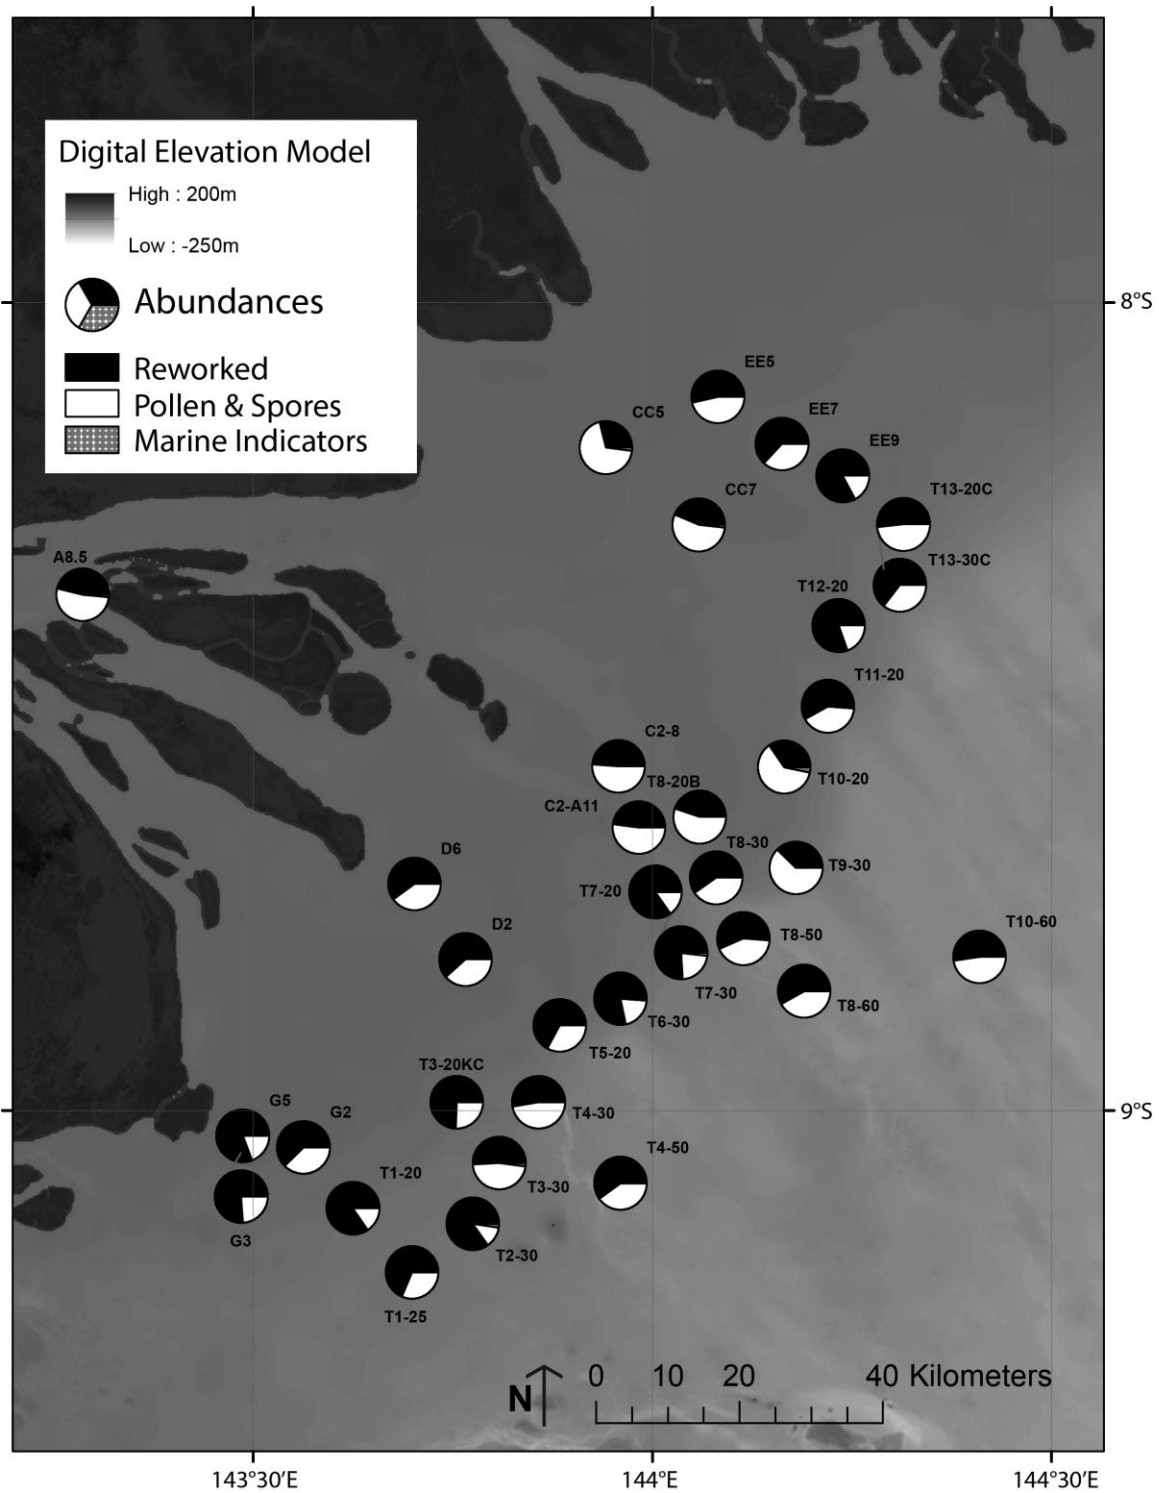 Digital Elevation Model
High : 200m
Low : -250m
Abundances
Reworked
Pollen & Spores
Marine Indicators
8°S
EE5
CC5
EE7
EE9
CC7
T13-20C
A8.5
T13-30C
T12-20
T11-20
C2-8
T8-20B
T10-20
C2-A11
T8-30
D6
T9-30
T7-20
D2
T10-60
T8-50
T7-30
T8-60
T6-30
T5-20
T3-20KC
G5
G2
T4-30
9°S
T4-50
T1-20
T3-30
G3
T2-30
T1-25
N
0 10 20 40 Kilometers
143°30'E
144°E
144°30'E